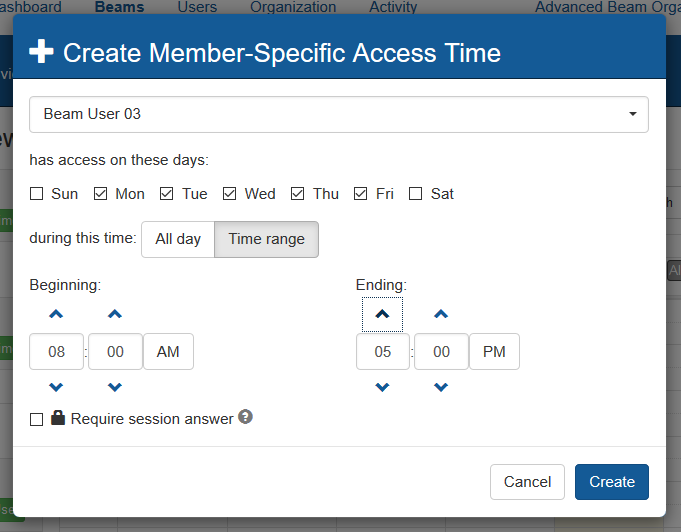 ashboard Beams Users Organization Activity Advanced Beam Orga
Create Member-Specific Access Time
Beam User 03
has access on these days:
Sun Mon Tue Wed Thu Fri Sat
during this time: All day Time range
Beginning: Ending:
08 : 00 AM 05 : 00 PM
Require session answer ?
Cancel Create